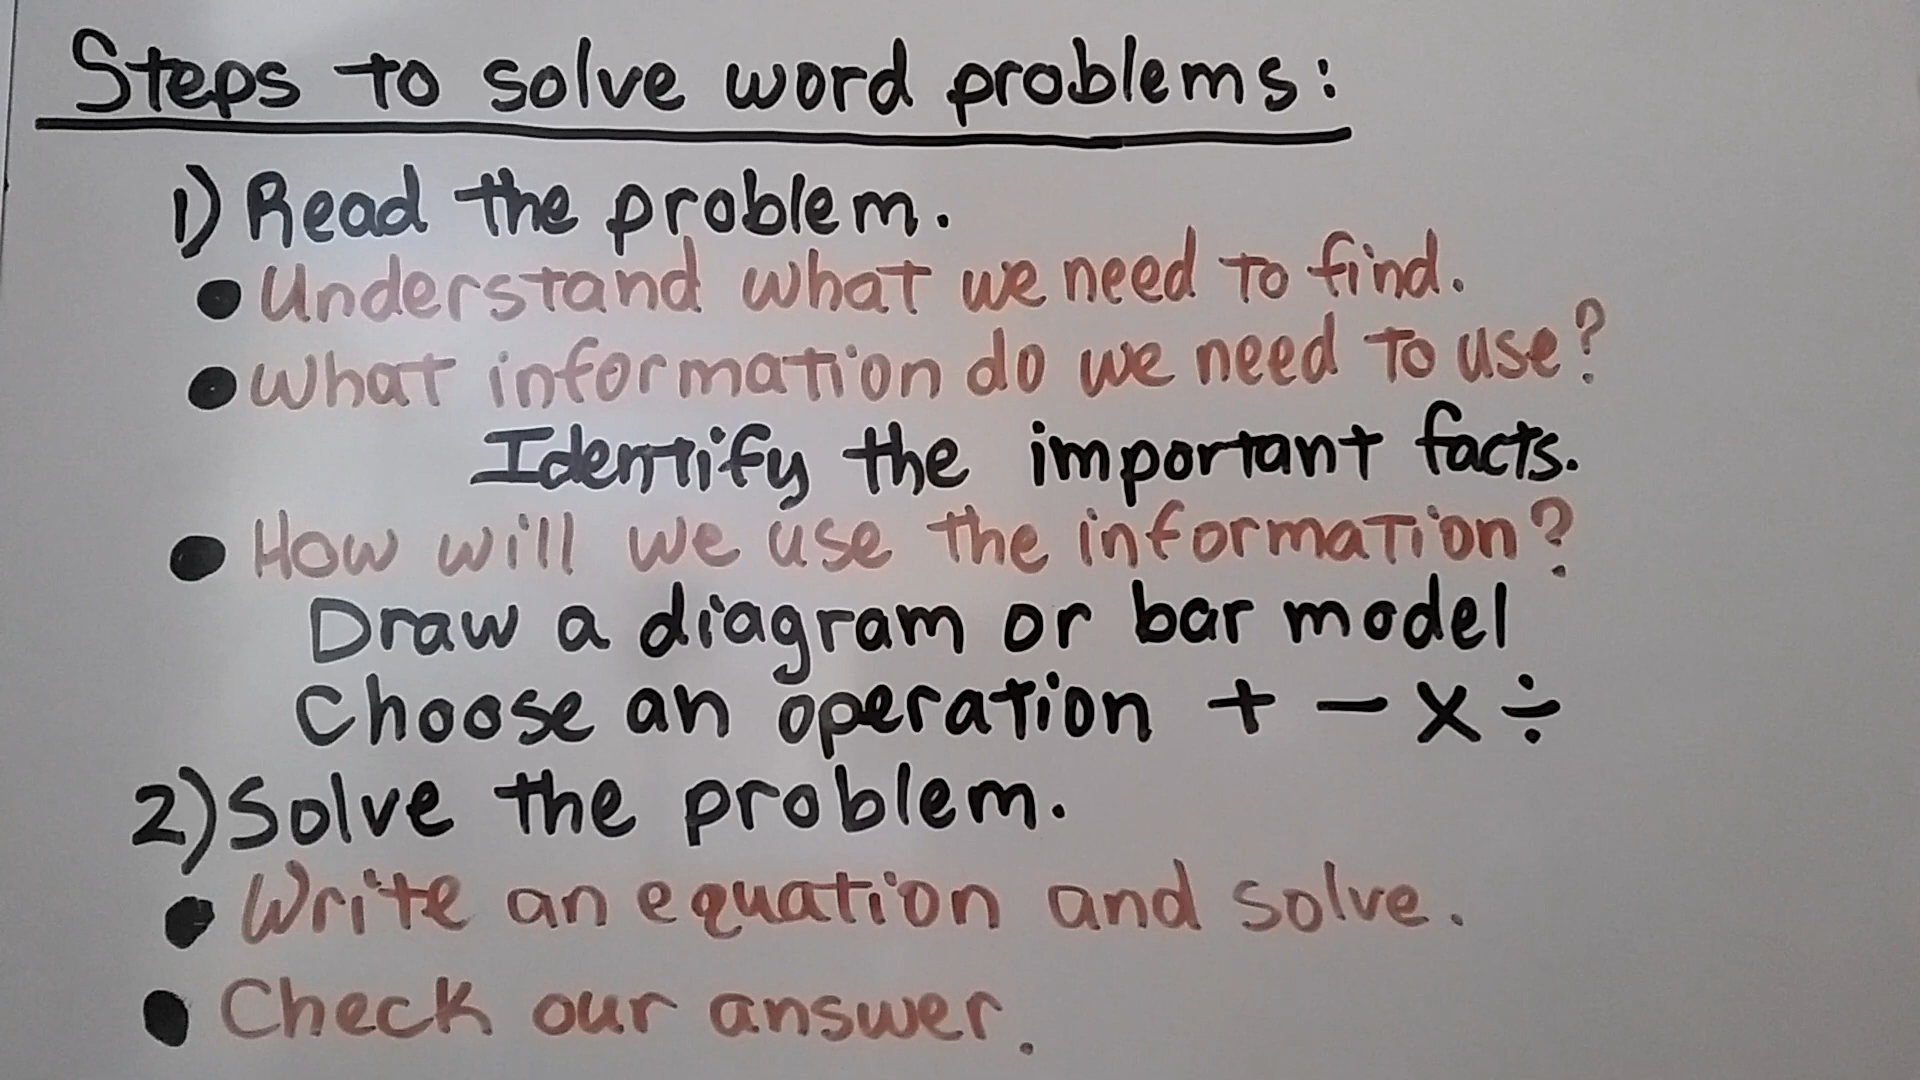 Steps to solve word problems:
1) Read the problem.
● Understand what we need to find.
● What information do we need to use?
Identify the important facts.
● How will we use the information?
Draw a diagram or bar model
Choose an operation + − x ÷
2) Solve the problem.
● Write an equation and solve.
● Check our answer.